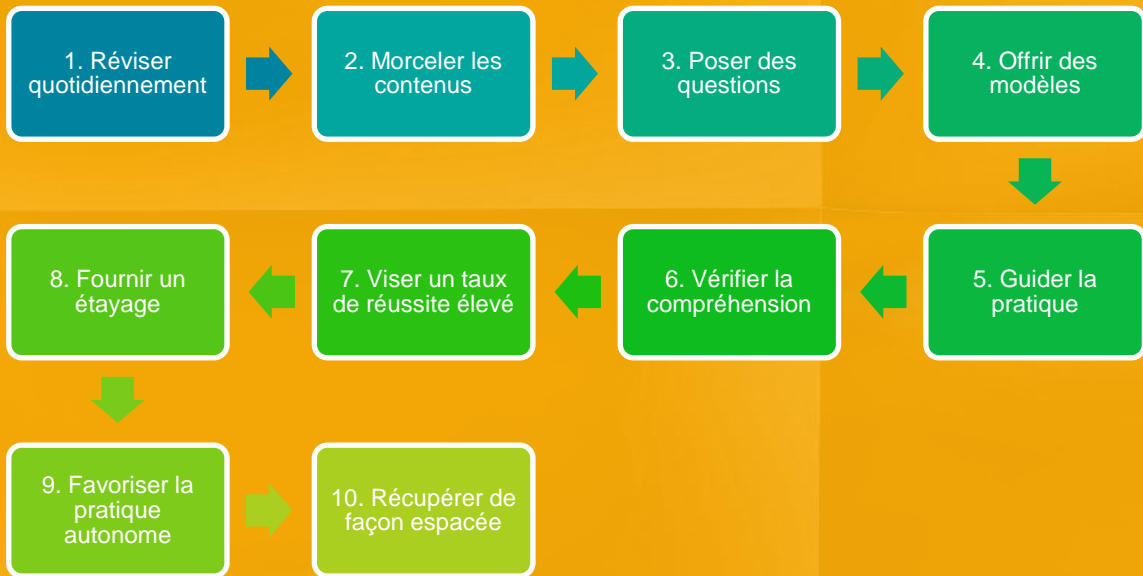 1. Réviser
quotidiennement
2. Morceler les
contenus
3. Poser des
questions
4. Offrir des
modèles
5. Guider la
pratique
6. Vérifier la
compréhension
7. Viser un taux
de réussite élevé
8. Fournir un
étayage
9. Favoriser la
pratique
autonome
10. Récupérer de
façon espacée